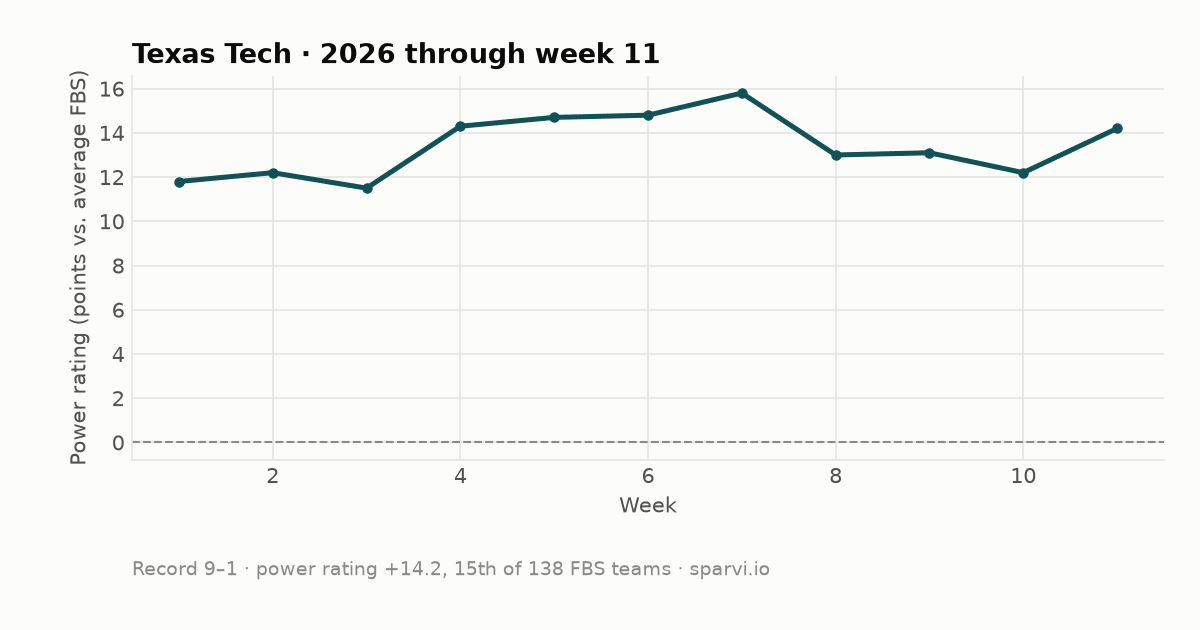 Texas Tech · 2026 through week 11
Power rating (points vs. average FBS)
16
14
12
10
8
6
4
2
0
2 4 6 8 10
Week
Record 9–1 · power rating +14.2, 15th of 138 FBS teams · sparvi.io